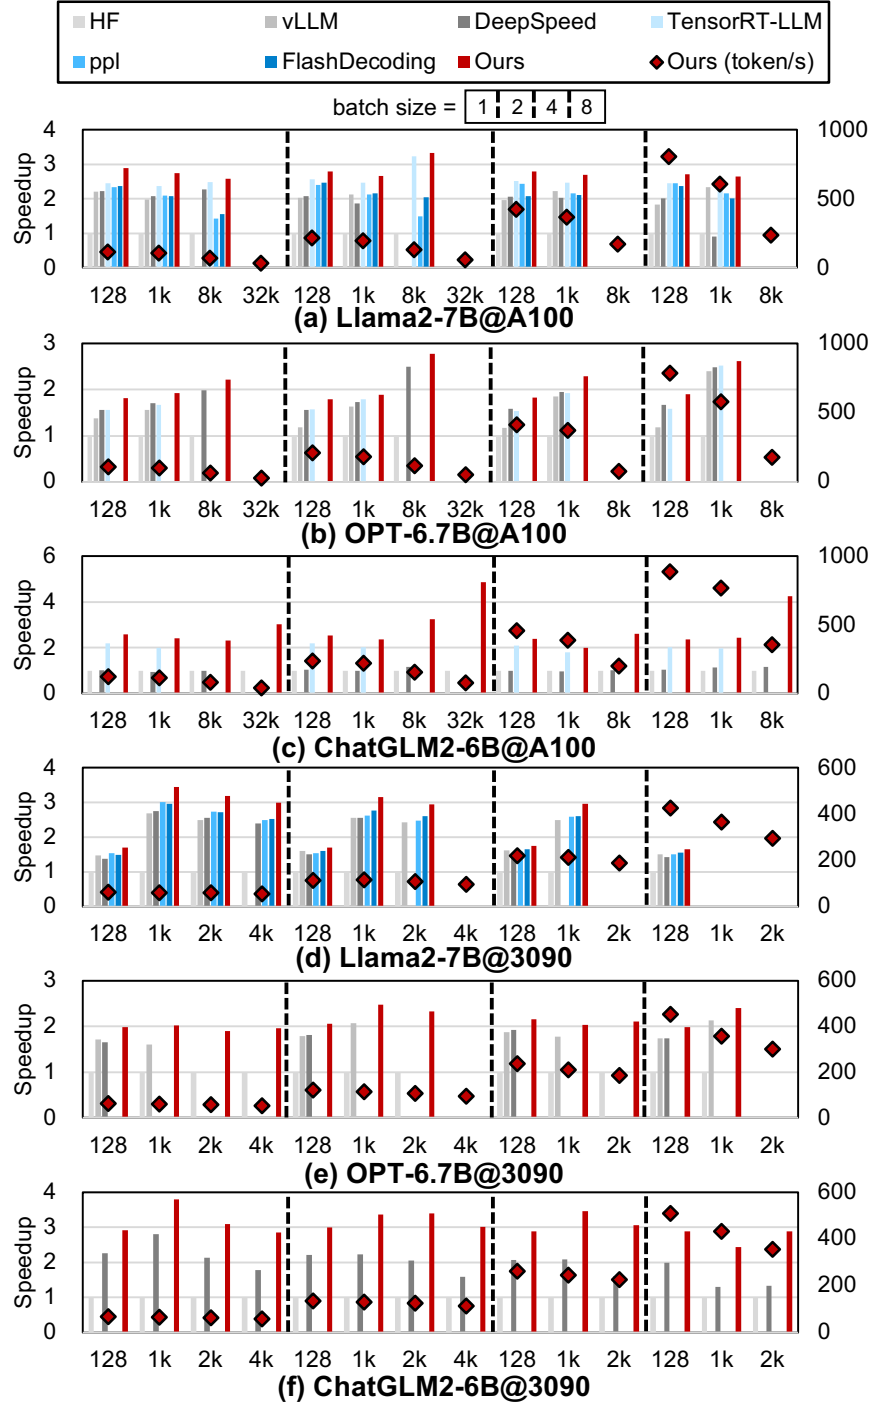 HF vLLM DeepSpeed TensorRT-LLM
ppl FlashDecoding Ours Ours (token/s)
batch size = 1 2 4 8
Speedup
4 3 2 1 0
1000 750 500 250 0
128 1k 8k 32k 128 1k 8k 32k 128 1k 8k 128 1k 8k
(a) Llama2-7B@A100
Speedup
3 2 1 0
1000 500 0
128 1k 8k 32k 128 1k 8k 32k 128 1k 8k 128 1k 8k
(b) OPT-6.7B@A100
Speedup
6 4 2 0
1000 500 0
128 1k 8k 32k 128 1k 8k 32k 128 1k 8k 128 1k 8k
(c) ChatGLM2-6B@A100
Speedup
4 3 2 1 0
600 400 200 0
128 1k 2k 4k 128 1k 2k 4k 128 1k 2k 128 1k 2k
(d) Llama2-7B@3090
Speedup
3 2 1 0
600 400 200 0
128 1k 2k 4k 128 1k 2k 4k 128 1k 2k 128 1k 2k
(e) OPT-6.7B@3090
Speedup
4 3 2 1 0
600 400 200 0
128 1k 2k 4k 128 1k 2k 4k 128 1k 2k 128 1k 2k
(f) ChatGLM2-6B@3090